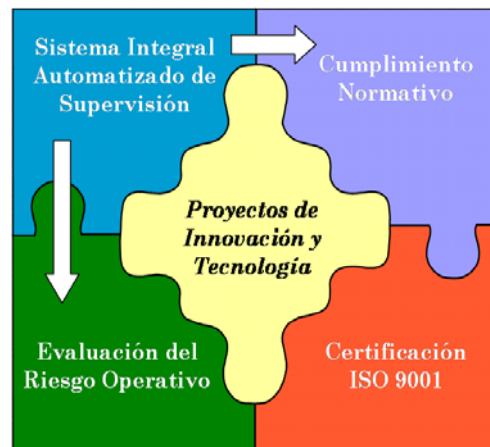 Sistema Integral
Automatizado de
Supervisión
Cumplimiento
Normativo
Proyectos de
Innovación y
Tecnología
Evaluación del
Riesgo Operativo
Certificación
ISO 9001